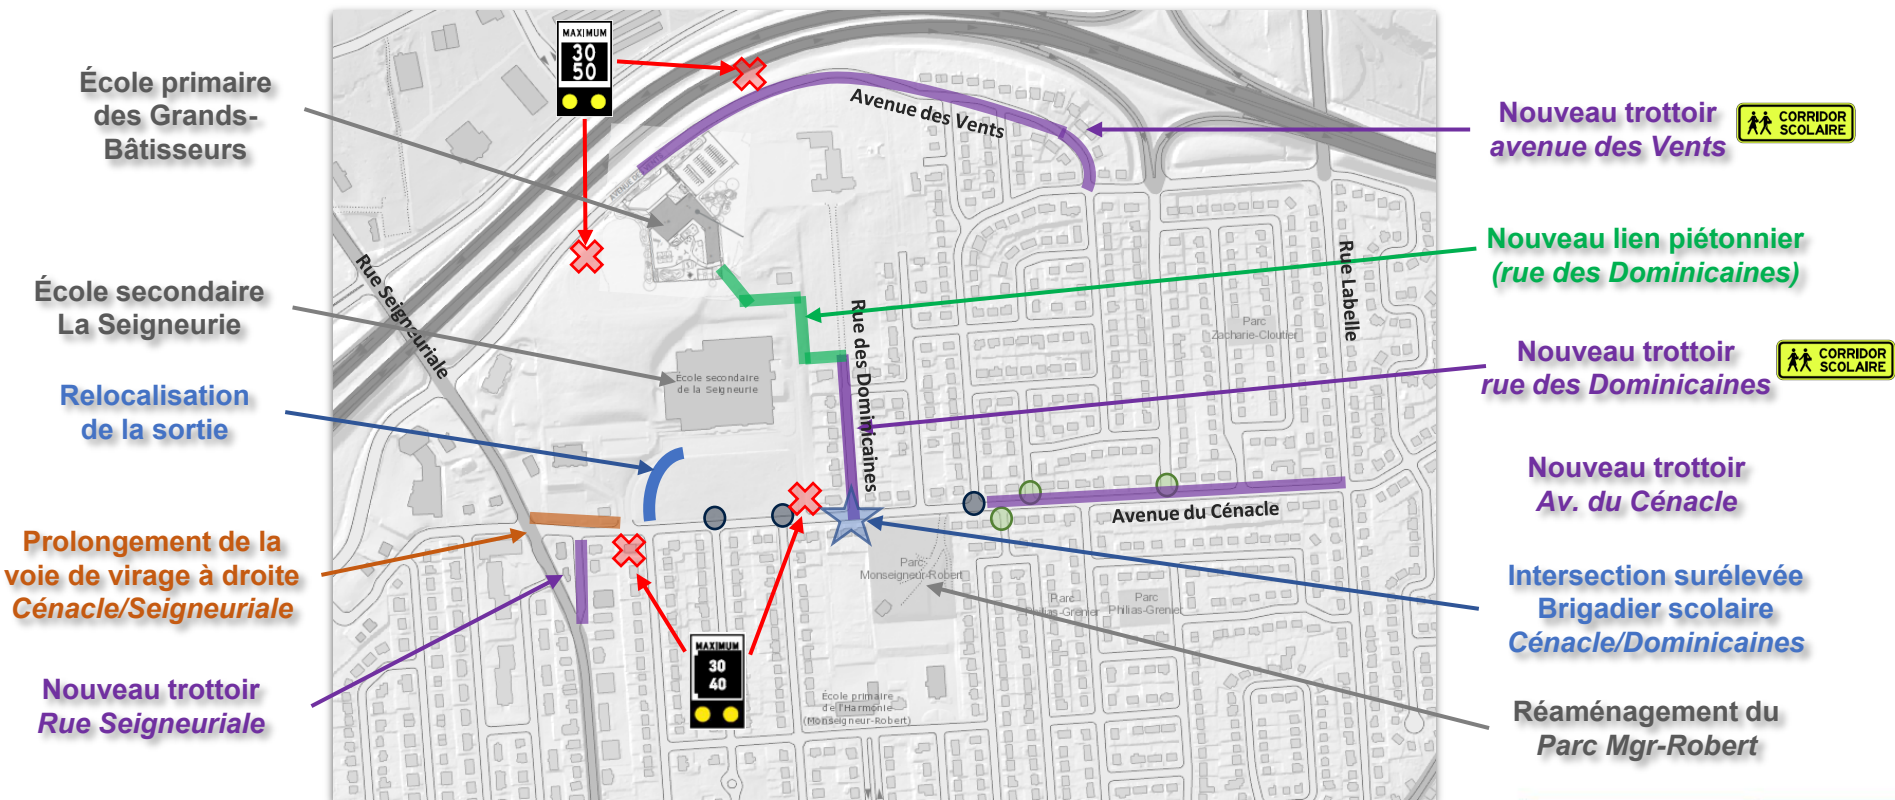 École primaire
des Grands-
Bâtisseurs
École secondaire
La Seigneurie
Relocalisation
de la sortie
Prolongement de la
voie de virage à droite
Cénacle/Seigneuriale
Nouveau trottoir
Rue Seigneuriale
MAXIMUM
30
50
Avenue des Vents
Rue Seigneuriale
École secondaire
de la Seigneurie
Rue des Dominicaines
Rue Labelle
Parc
Zacharie-Cloutier
Avenue du Cénacle
Parc
Monseigneur-Robert
Parc
Philias-Grenier
Parc
Philias-Grenier
MAXIMUM
30
40
École primaire
de l'Harmonie
(Monseigneur-Robert)
Nouveau trottoir
avenue des Vents
CORRIDOR
SCOLAIRE
Nouveau lien piétonnier
(rue des Dominicaines)
Nouveau trottoir
rue des Dominicaines
CORRIDOR
SCOLAIRE
Nouveau trottoir
Av. du Cénacle
Intersection surélevée
Brigadier scolaire
Cénacle/Dominicaines
Réaménagement du
Parc Mgr-Robert